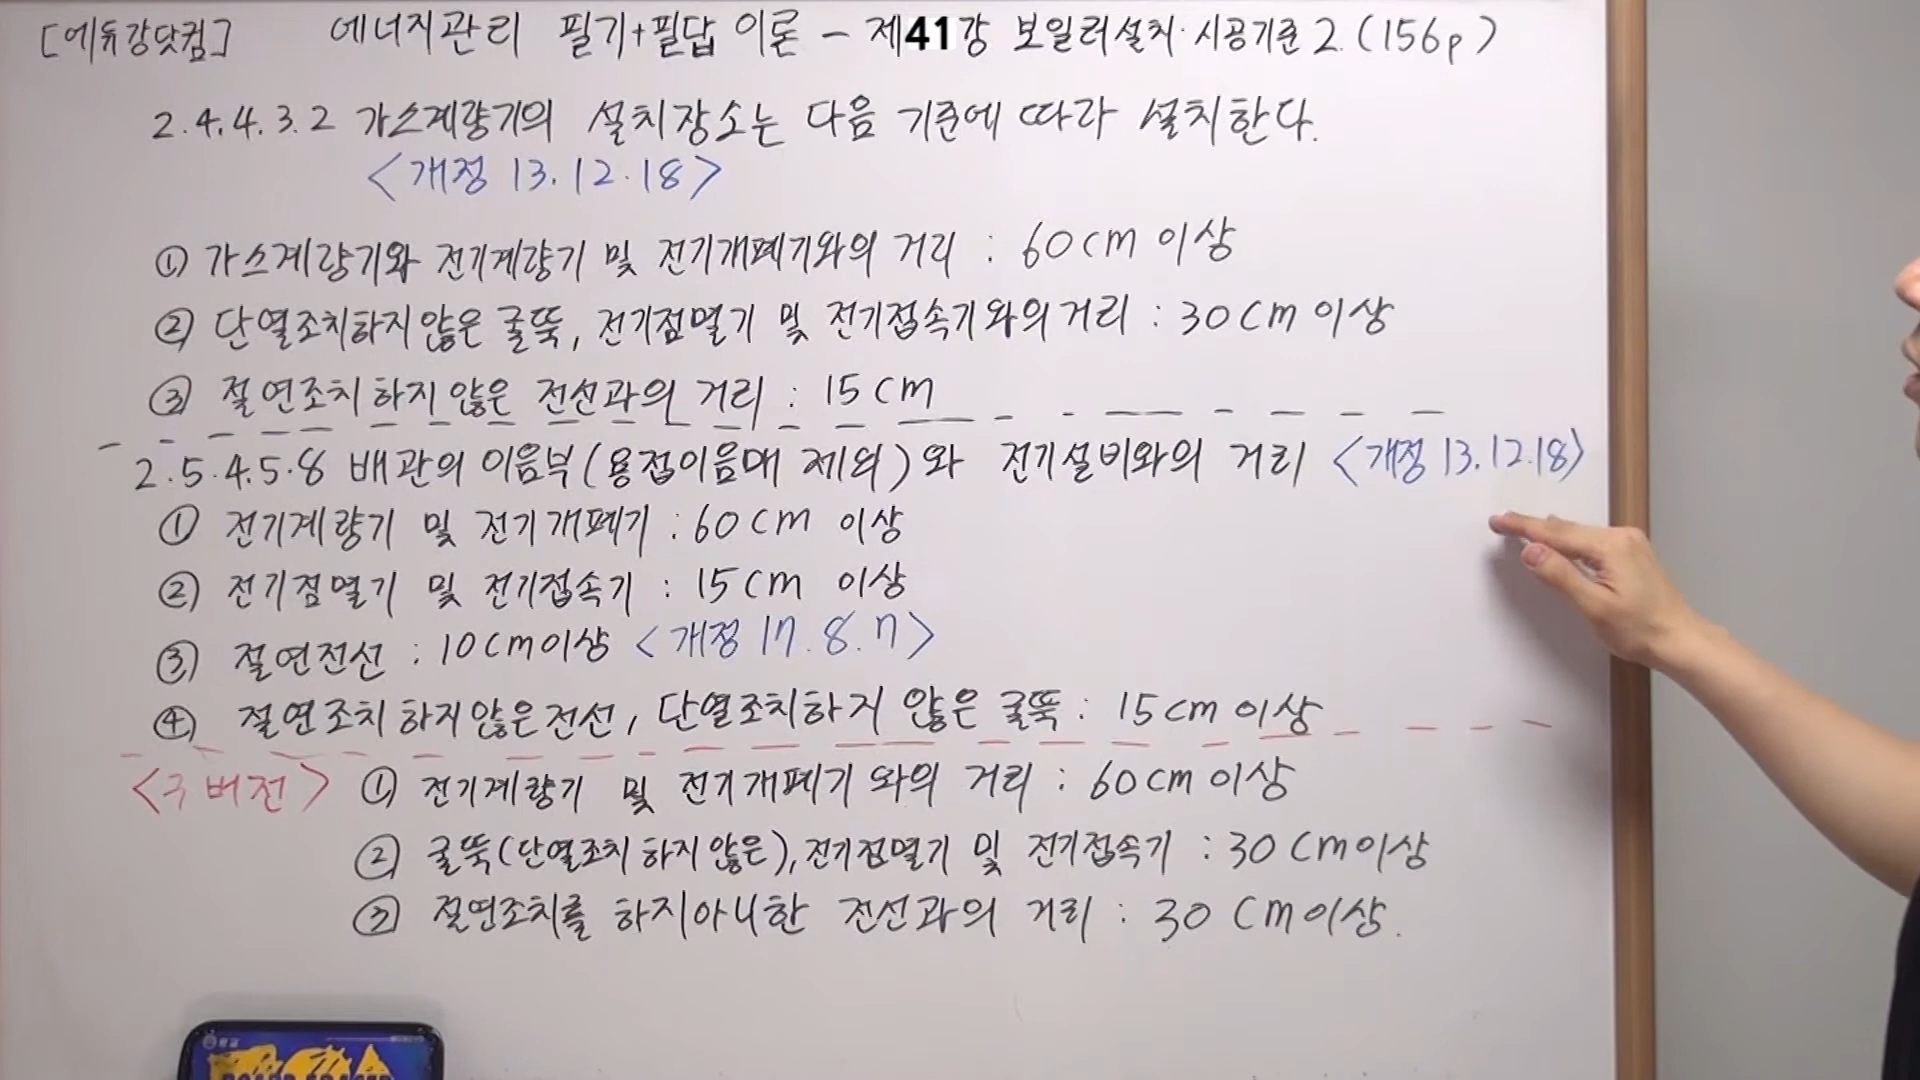 [에듀강닷컴] 에너지관리 필기+필답 이론 - 제41강 보일러설치·시공기준 2. (156p)
2.4.4.3.2 가스계량기의 설치장소는 다음 기준에 따라 설치한다.
<개정 13.12.18>
① 가스계량기와 전기계량기 및 전기개폐기와의 거리 : 60cm 이상
② 단열조치하지않은 굴뚝, 전기점멸기 및 전기접속기와의거리 : 30cm 이상
③ 절연조치하지않은 전선과의 거리 : 15cm
2.5.4.5.8 배관의 이음부(용접이음매 제외)와 전기설비와의 거리 <개정 13.12.18>
① 전기계량기 및 전기개폐기 : 60cm 이상
② 전기점멸기 및 전기접속기 : 15cm 이상
③ 절연전선 : 10cm이상 <개정 17.8.7>
④ 절연조치하지않은전선, 단열조치하지 않은 굴뚝 : 15cm 이상
<구버전> ① 전기계량기 및 전기개폐기와의 거리 : 60cm 이상
② 굴뚝(단열조치하지않은), 전기점멸기 및 전기접속기 : 30cm이상
③ 절연조치를 하지아니한 전선과의 거리 : 30cm이상.